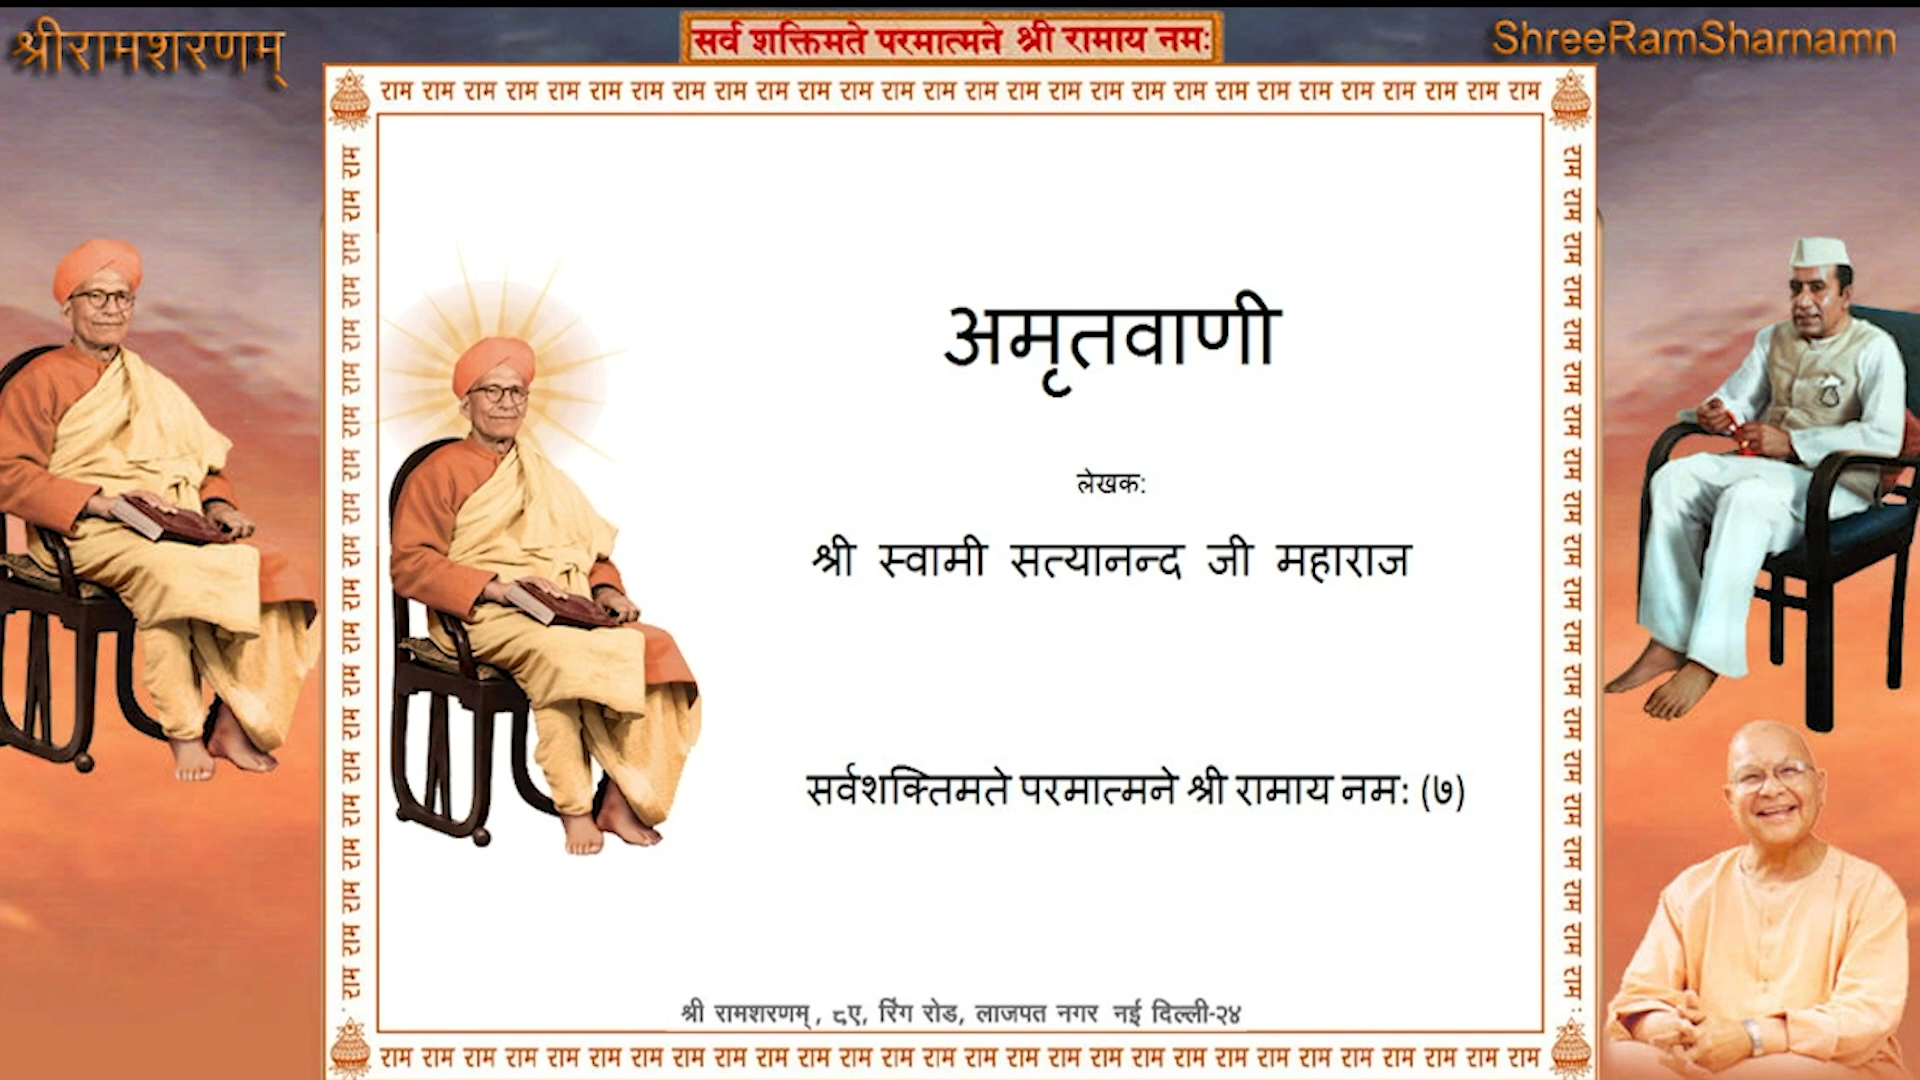 श्रीरामशरणम्
सर्व शक्तिमते परमात्मने श्री रामाय नमः
ShreeRamSharnamn
राम राम राम राम राम राम राम राम राम राम राम राम राम राम राम राम राम राम राम राम राम राम राम राम राम राम राम राम
अमृतवाणी
लेखक:
श्री स्वामी सत्यानन्द जी महाराज
सर्वशक्तिमते परमात्मने श्री रामाय नमः (७)
श्री रामशरणम् , ८ए, रिंग रोड, लाजपत नगर नई दिल्ली-२४
राम राम राम राम राम राम राम राम राम राम राम राम राम राम राम राम राम राम राम राम राम राम राम राम राम राम राम राम
राम राम राम राम राम राम राम राम राम राम राम राम राम राम राम राम राम राम राम राम
राम राम राम राम राम राम राम राम राम राम राम राम राम राम राम राम राम राम राम राम